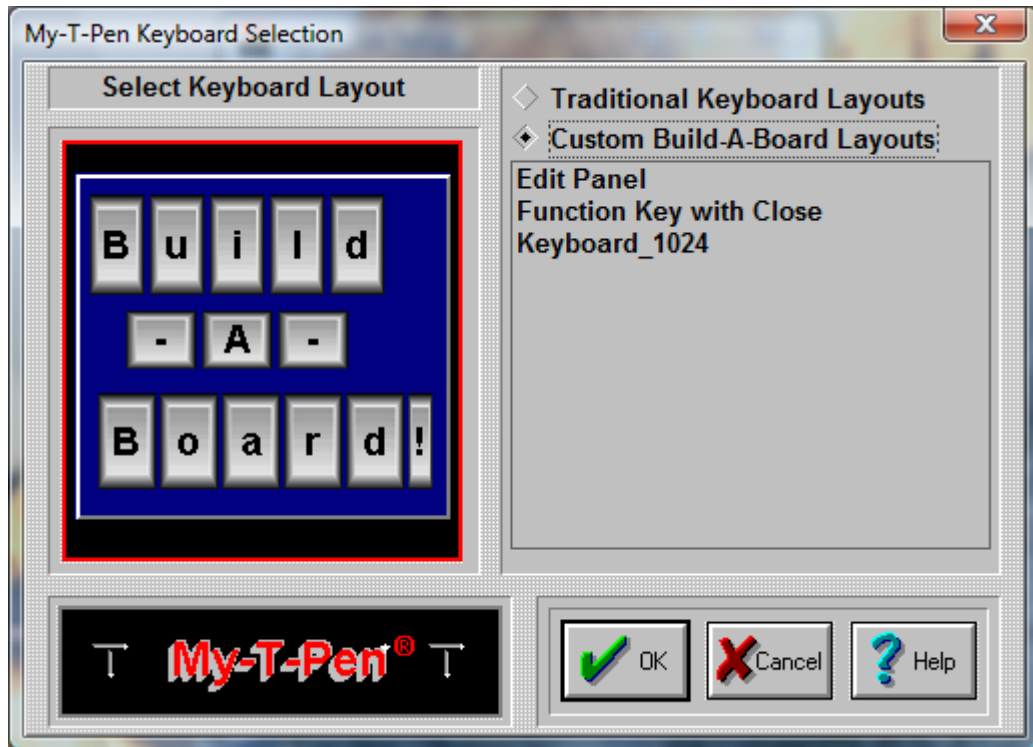 My-T-Pen Keyboard Selection
Select Keyboard Layout
B u i l d
- A -
B o a r d !
Traditional Keyboard Layouts
Custom Build-A-Board Layouts
Edit Panel
Function Key with Close
Keyboard_1024
My-T-Pen®
OK
Cancel
? Help